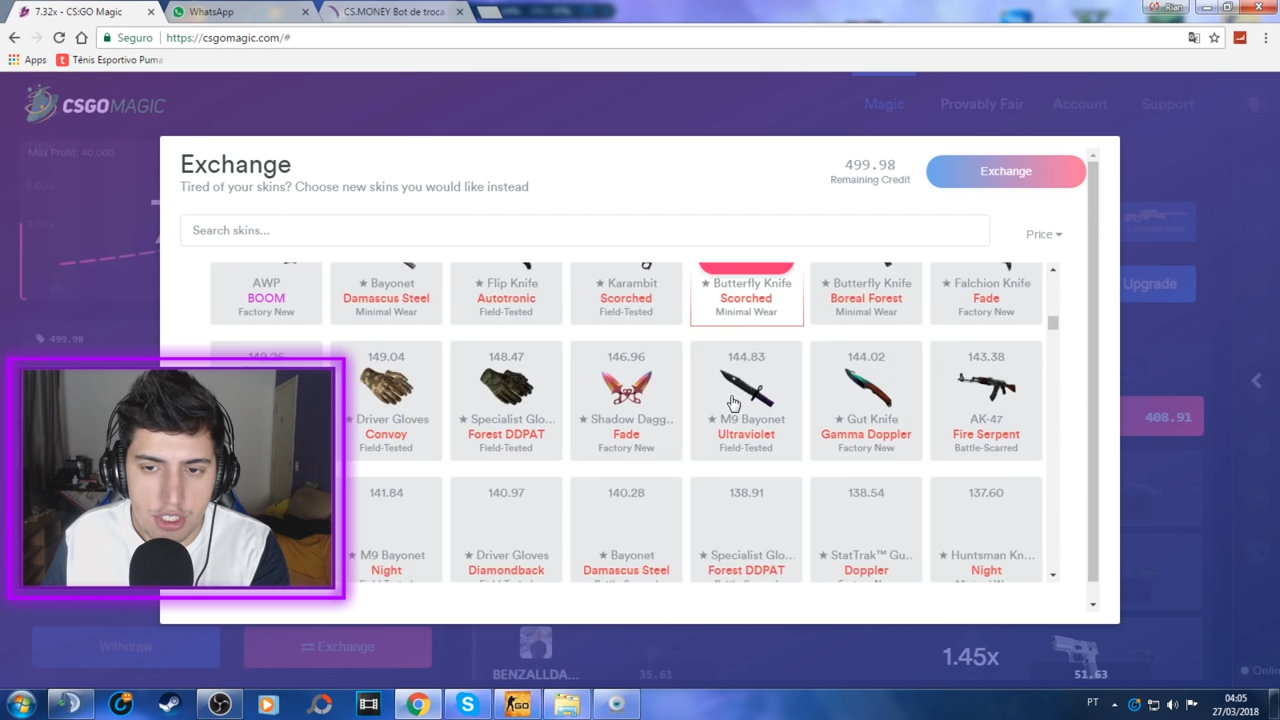 7.32x - CS:GO Magic
WhatsApp
CS.MONEY Bot de troca
Rian
Seguro
https://csgomagic.com/#
Apps
Tênis Esportivo Puma
CSGOMAGIC
Magic
Provably Fair
Account
Support
Max Profit: 40,000
Exchange
Tired of your skins? Choose new skins you would like instead
499.98
Remaining Credit
Exchange
Search skins...
Price
AWP
BOOM
Factory New
★ Bayonet
Damascus Steel
Minimal Wear
★ Flip Knife
Autotronic
Field-Tested
★ Karambit
Scorched
Field-Tested
★ Butterfly Knife
Scorched
Minimal Wear
★ Butterfly Knife
Boreal Forest
Minimal Wear
★ Falchion Knife
Fade
Factory New
Upgrade
499.98
149.26
149.04
★ Driver Gloves
Convoy
Field-Tested
148.47
★ Specialist Glo...
Forest DDPAT
Field-Tested
146.96
★ Shadow Dagg...
Fade
Factory New
144.83
★ M9 Bayonet
Ultraviolet
Field-Tested
144.02
★ Gut Knife
Gamma Doppler
Factory New
143.38
AK-47
Fire Serpent
Battle-Scarred
408.91
141.84
★ M9 Bayonet
Night
140.97
★ Driver Gloves
Diamondback
140.28
★ Bayonet
Damascus Steel
138.91
★ Specialist Glo...
Forest DDPAT
138.54
★ StatTrak™ Gu...
Doppler
137.60
★ Huntsman Kn...
Night
Withdraw
Exchange
BENZALLDA...
35.61
1.45x
51.63
Onlin
PT
04:05
27/03/2018